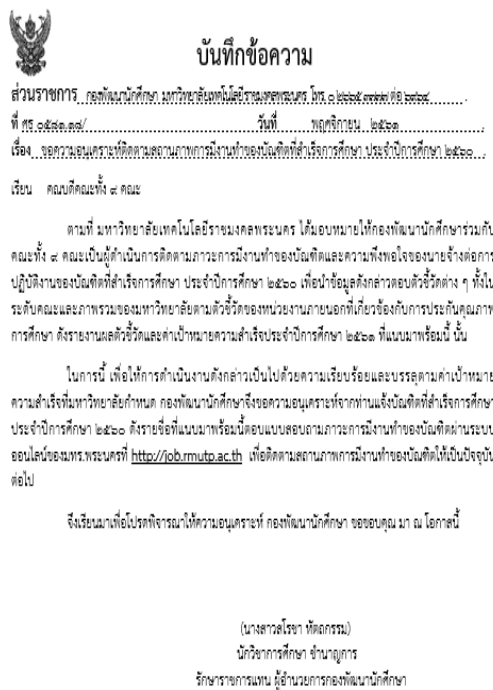 บันทึกข้อความ
ส่วนราชการ กองพัฒนานักศึกษา มหาวิทยาลัยเทคโนโลยีราชมงคลพระนคร โทร. ๐ ๒๖๖๕ ๓๗๗๗ ต่อ
ที่ ศธ ๐๕๘๑.๑๘/ วันที่ พฤศจิกายน ๒๕๖๑
เรื่อง ขอความอนุเคราะห์ติดตามสถานภาพการมีงานทำของบัณฑิตที่สำเร็จการศึกษา ประจำปีการศึกษา ๒๕๖๐
เรียน คณบดีคณะทั้ง ๙ คณะ
ตามที่ มหาวิทยาลัยเทคโนโลยีราชมงคลพระนคร ได้มอบหมายให้กองพัฒนานักศึกษาร่วมกับ
คณะทั้ง ๙ คณะเป็นผู้ดำเนินการติดตามภาวะการมีงานทำของบัณฑิตและความพึงพอใจของนายจ้างต่อการ
ปฏิบัติงานของบัณฑิตที่สำเร็จการศึกษา ประจำปีการศึกษา ๒๕๖๐ เพื่อนำข้อมูลดังกล่าวตอบตัวชี้วัดต่าง ๆ ทั้งใน
ระดับคณะและภาพรวมของมหาวิทยาลัยตามตัวชี้วัดของหน่วยงานภายนอกที่เกี่ยวข้องกับการประกันคุณภาพ
การศึกษา ดังรายงานผลตัวชี้วัดและค่าเป้าหมายความสำเร็จประจำปีการศึกษา ๒๕๖๑ ที่แนบมาพร้อมนี้ นั้น
ในการนี้ เพื่อให้การดำเนินงานดังกล่าวเป็นไปด้วยความเรียบร้อยและบรรลุตามค่าเป้าหมาย
ความสำเร็จที่มหาวิทยาลัยกำหนด กองพัฒนานักศึกษาจึงขอความอนุเคราะห์จากท่านแจ้งบัณฑิตที่สำเร็จการศึกษา
ประจำปีการศึกษา ๒๕๖๐ ดังรายชื่อที่แนบมาพร้อมนี้ตอบแบบสอบถามภาวะการมีงานทำของบัณฑิตผ่านระบบ
ออนไลน์ของมทร.พระนครที่ http://job.rmutp.ac.th เพื่อติดตามสถานภาพการมีงานทำของบัณฑิตให้เป็นปัจจุบัน
ต่อไป
จึงเรียนมาเพื่อโปรดพิจารณาให้ความอนุเคราะห์ กองพัฒนานักศึกษา ขอขอบคุณ มา ณ โอกาสนี้
(นางสาวสโรชา หัตถกรรม)
นักวิชาการศึกษา ชำนาญการ
รักษาราชการแทน ผู้อำนวยการกองพัฒนานักศึกษา